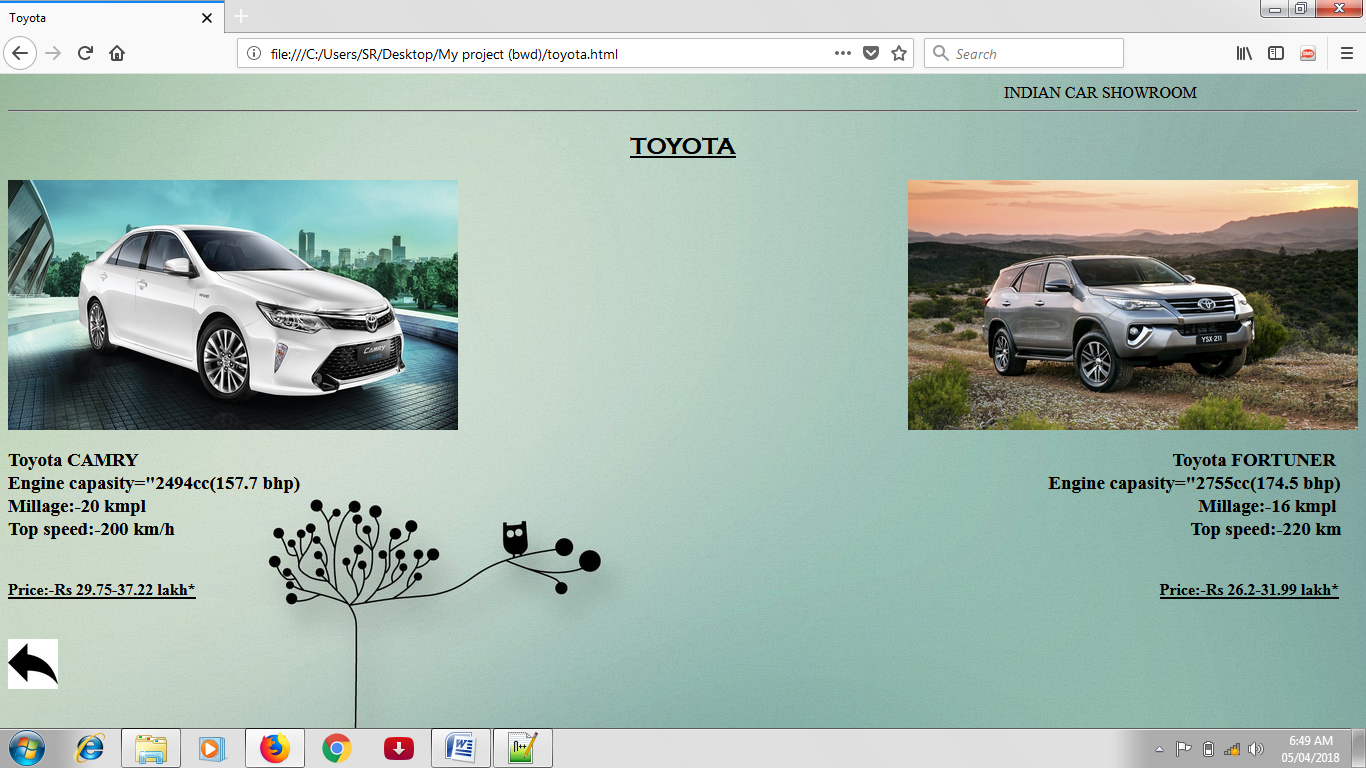 Toyota
file:///C:/Users/SR/Desktop/My project (bwd)/toyota.html
Search
INDIAN CAR SHOWROOM
TOYOTA
CAMRY
YSX·211
Toyota CAMRY
Engine capasity="2494cc(157.7 bhp)
Millage:-20 kmpl
Top speed:-200 km/h
Price:-Rs 29.75-37.22 lakh*
Toyota FORTUNER
Engine capasity="2755cc(174.5 bhp)
Millage:-16 kmpl
Top speed:-220 km
Price:-Rs 26.2-31.99 lakh*
6:49 AM
05/04/2018